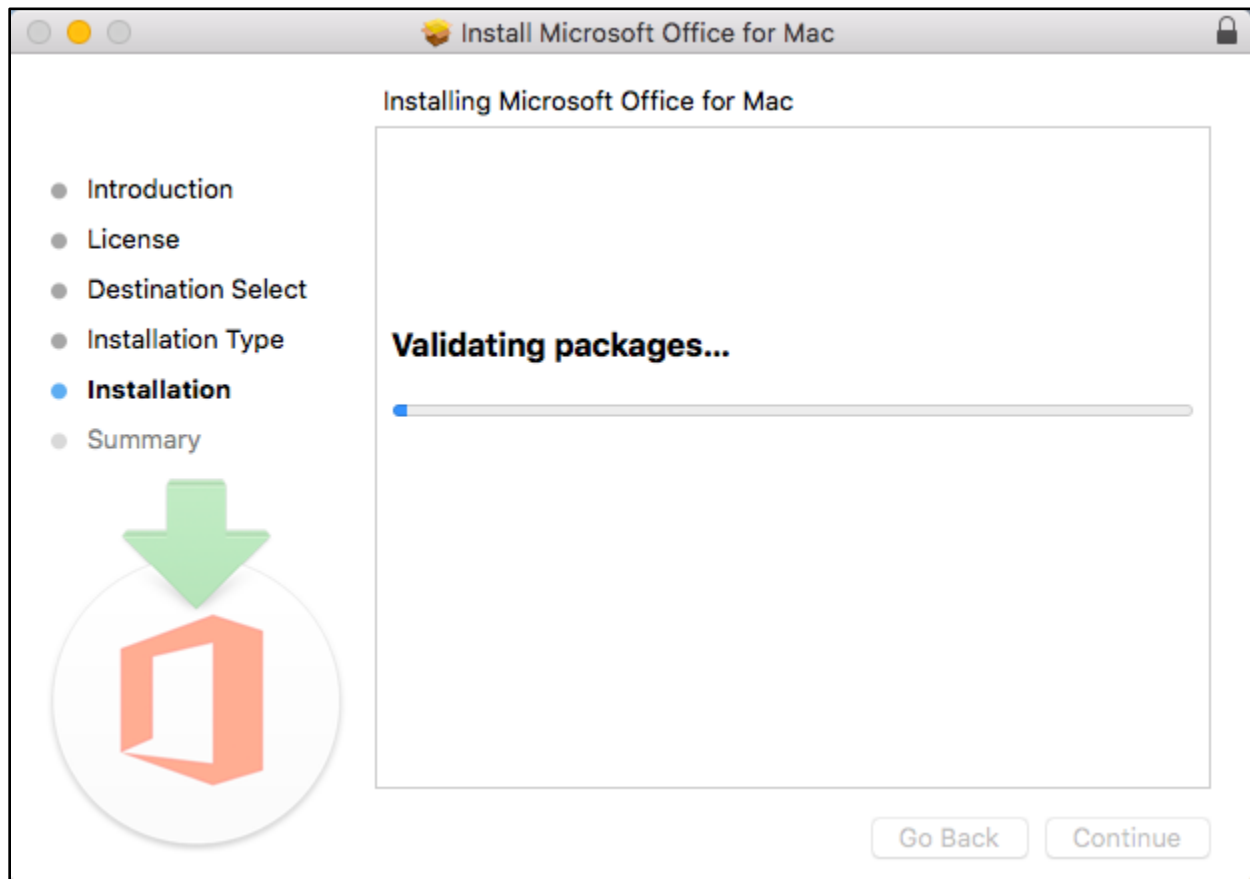 Install Microsoft Office for Mac
Installing Microsoft Office for Mac
Introduction
License
Destination Select
Installation Type
Installation
Summary
Validating packages...
Go Back
Continue